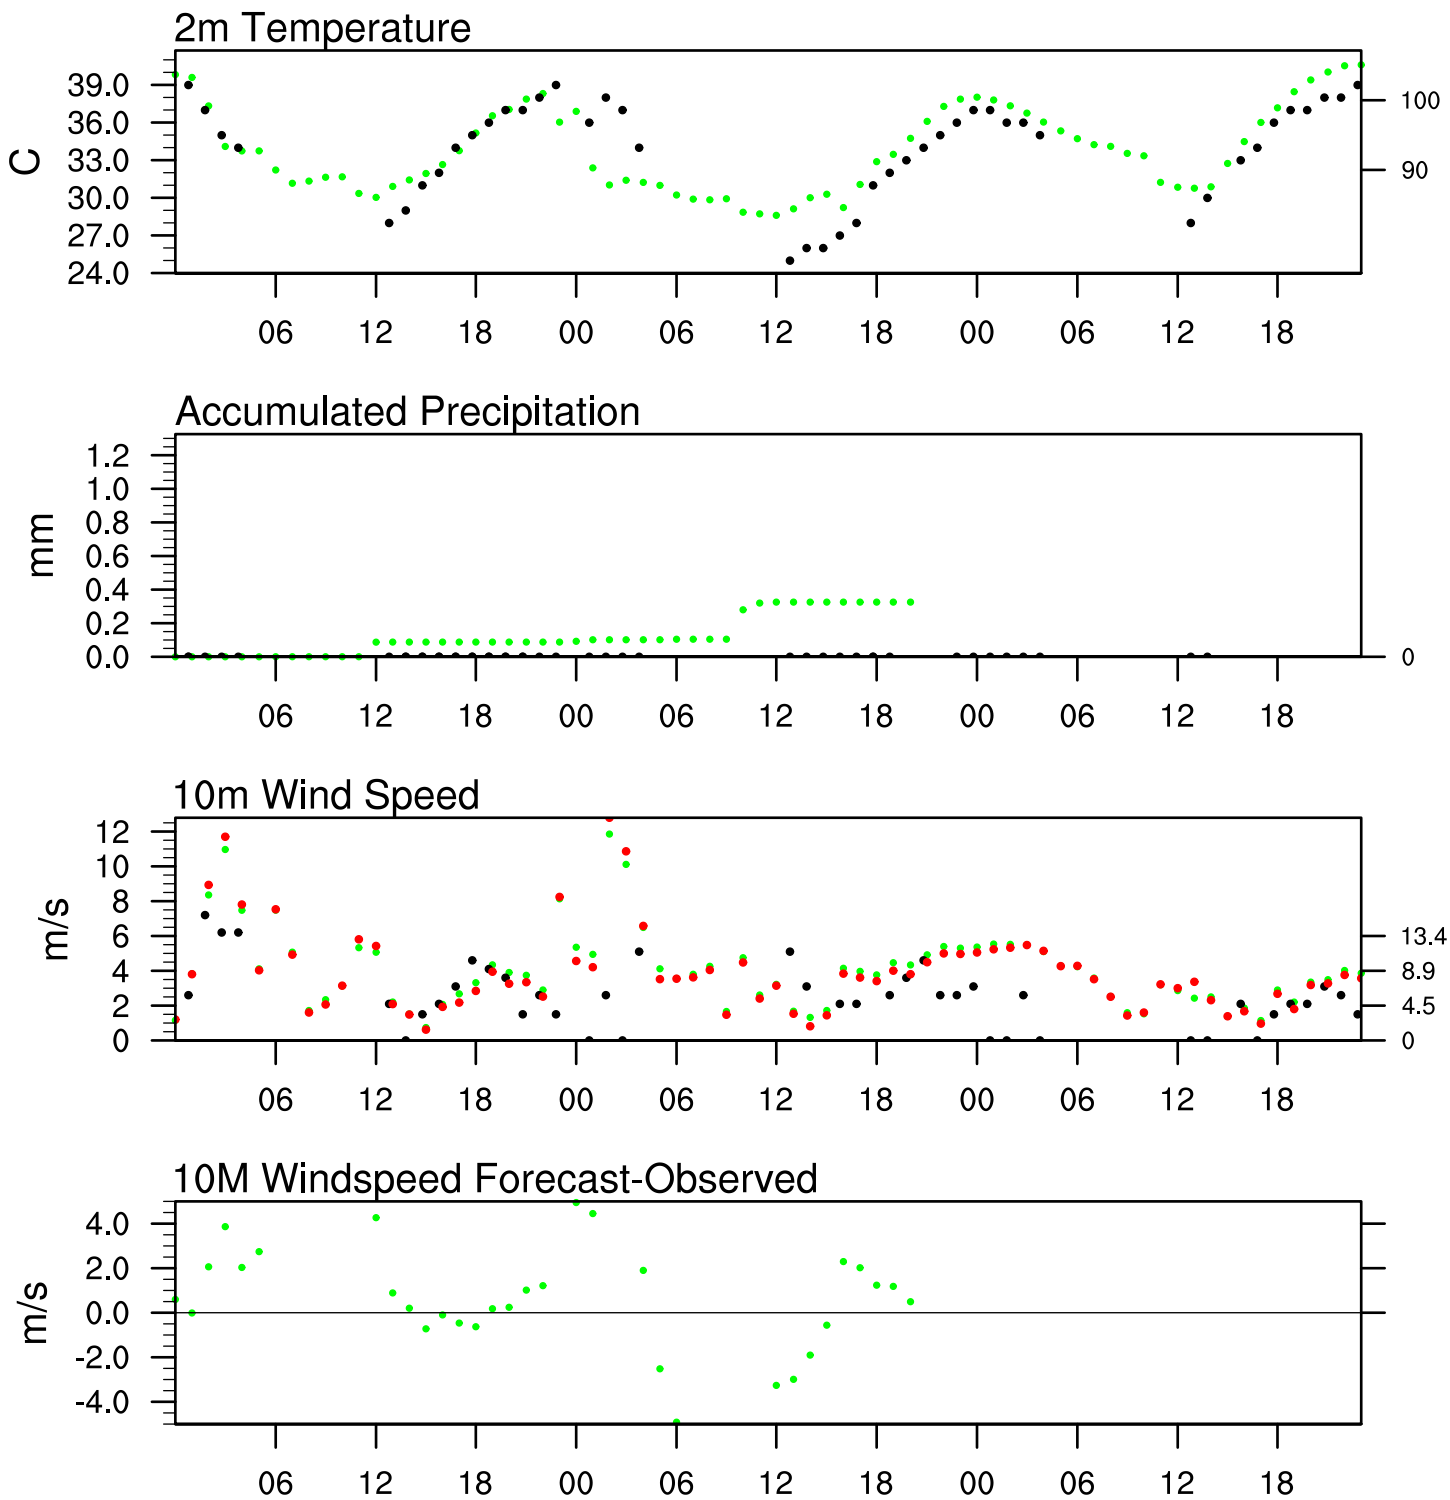 2m Temperature
39.0
36.0
33.0
30.0
27.0
24.0
C
100
90
06 12 18 00 06 12 18 00 06 12 18
Accumulated Precipitation
1.2
1.0
0.8
0.6
0.4
0.2
0.0
mm
0
06 12 18 00 06 12 18 00 06 12 18
10m Wind Speed
12
10
8
6
4
2
0
m/s
13.4
8.9
4.5
0
06 12 18 00 06 12 18 00 06 12 18
10M Windspeed Forecast-Observed
4.0
2.0
0.0
-2.0
-4.0
m/s
06 12 18 00 06 12 18 00 06 12 18